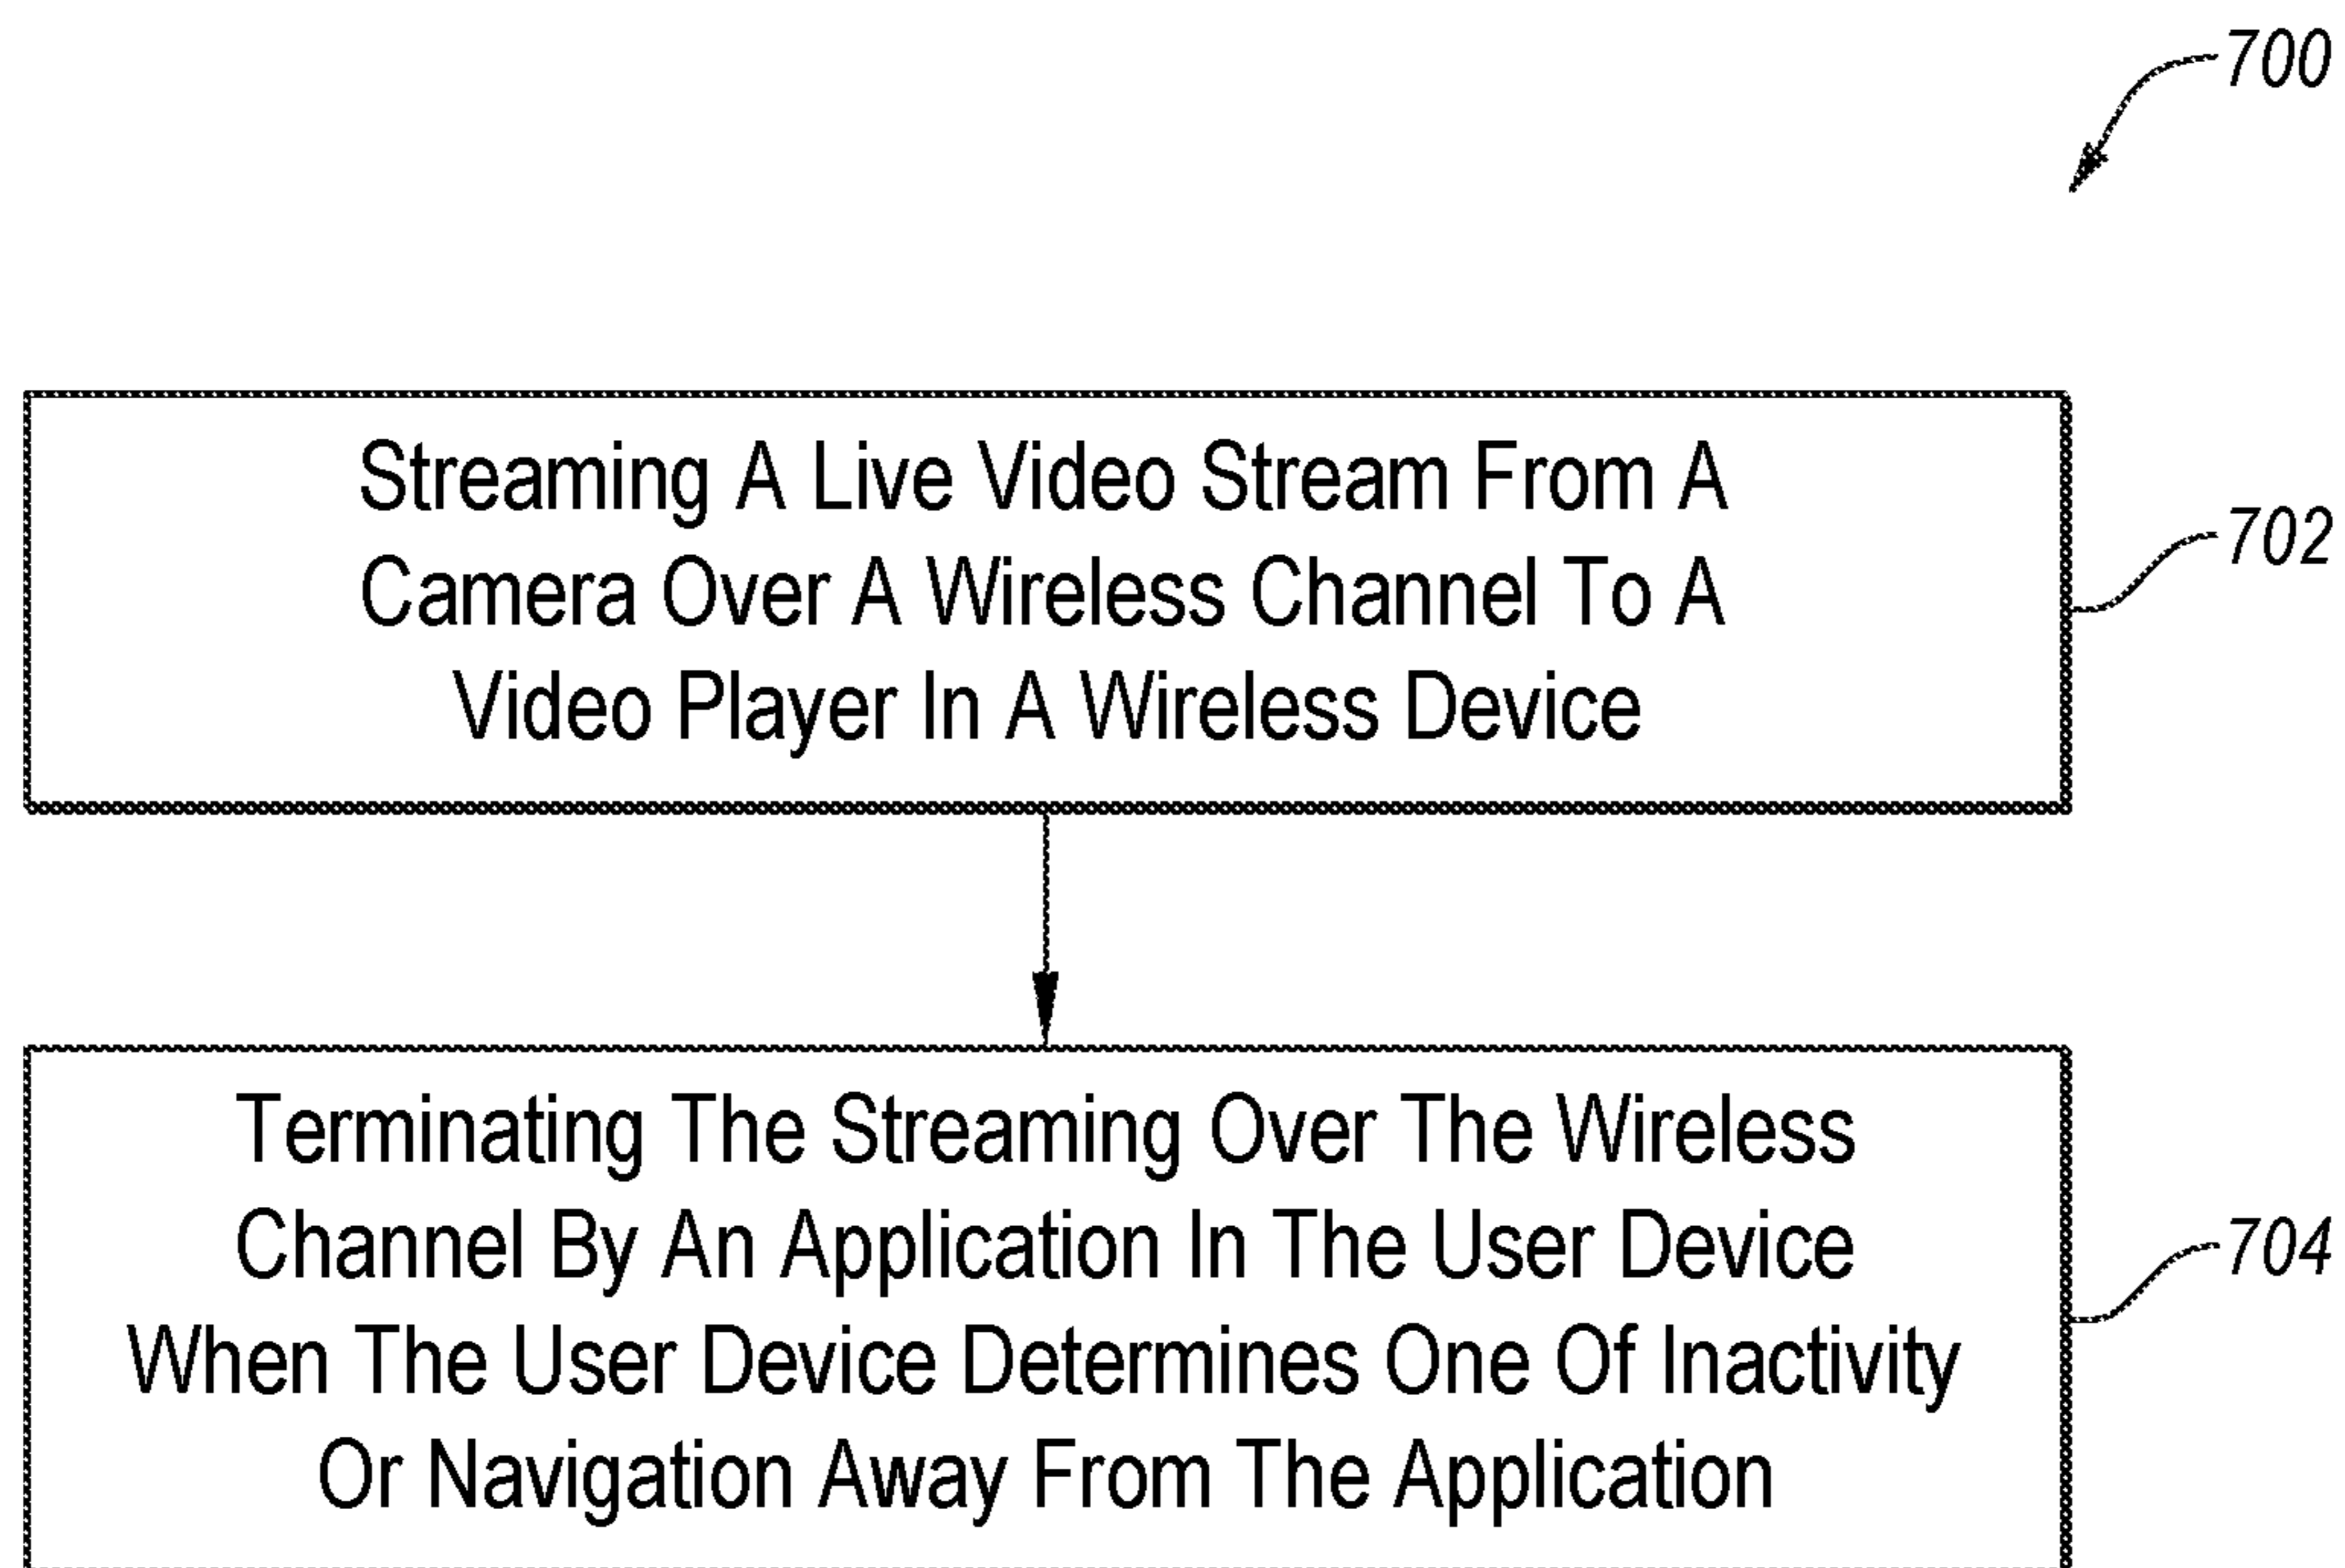 700
Streaming A Live Video Stream From A
Camera Over A Wireless Channel To A
Video Player In A Wireless Device
702
Terminating The Streaming Over The Wireless
Channel By An Application In The User Device
When The User Device Determines One Of Inactivity
Or Navigation Away From The Application
704